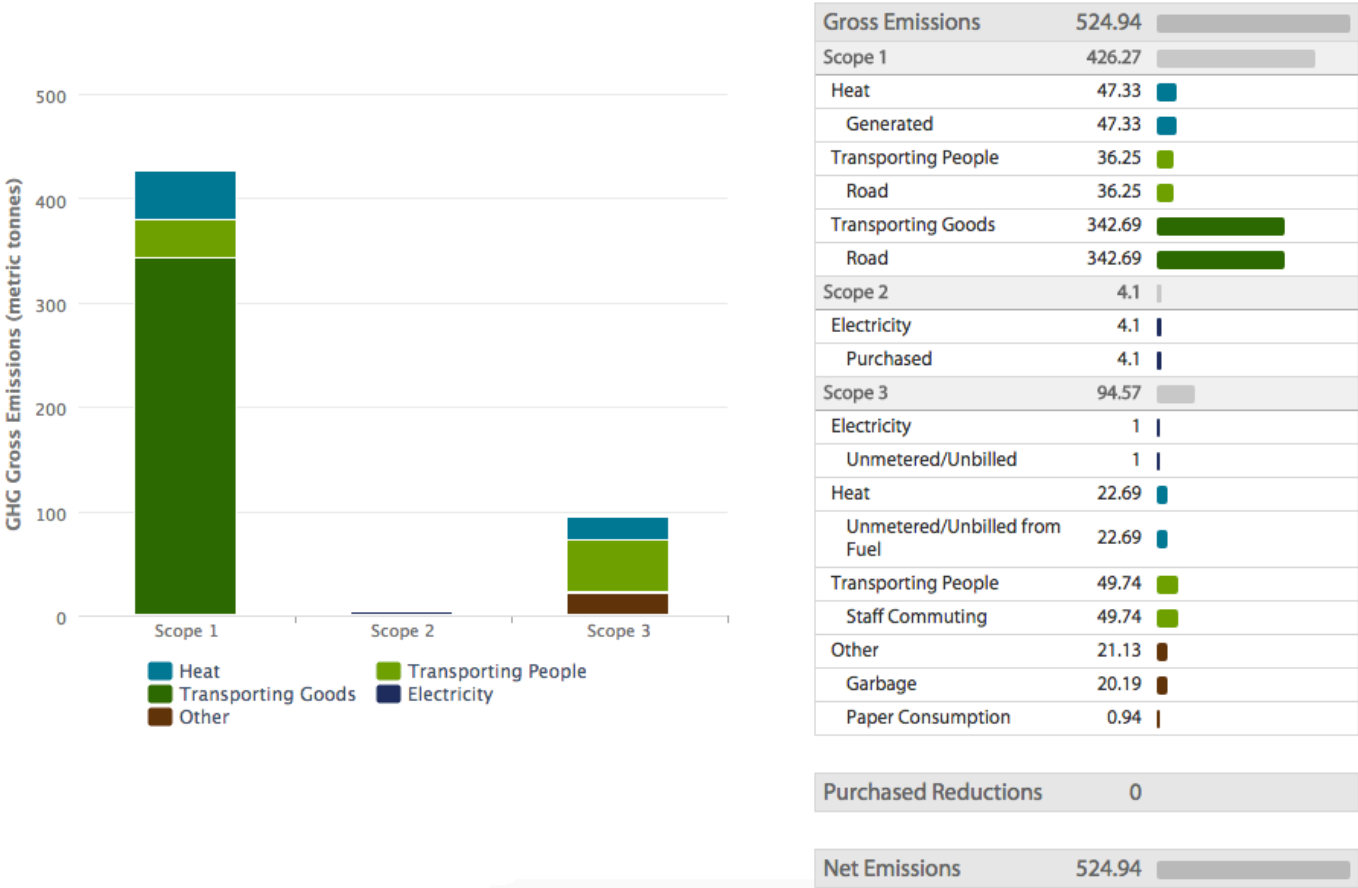 GHG Gross Emissions (metric tonnes)
500
400
300
200
100
0
Scope 1 Scope 2 Scope 3
Heat Transporting People
Transporting Goods Electricity
Other
Gross Emissions 524.94
Scope 1 426.27
Heat 47.33
Generated 47.33
Transporting People 36.25
Road 36.25
Transporting Goods 342.69
Road 342.69
Scope 2 4.1
Electricity 4.1
Purchased 4.1
Scope 3 94.57
Electricity 1
Unmetered/Unbilled 1
Heat 22.69
Unmetered/Unbilled from
Fuel 22.69
Transporting People 49.74
Staff Commuting 49.74
Other 21.13
Garbage 20.19
Paper Consumption 0.94
Purchased Reductions 0
Net Emissions 524.94